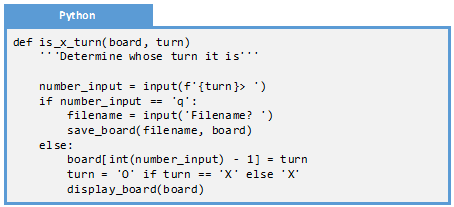 Python
def is_x_turn(board, turn)
    '''Determine whose turn it is'''
    number_input = input(f'{turn}> ')
    if number_input == 'q':
        filename = input('Filename? ')
        save_board(filename, board)
    else:
        board[int(number_input) - 1] = turn
        turn = 'O' if turn == 'X' else 'X'
        display_board(board)